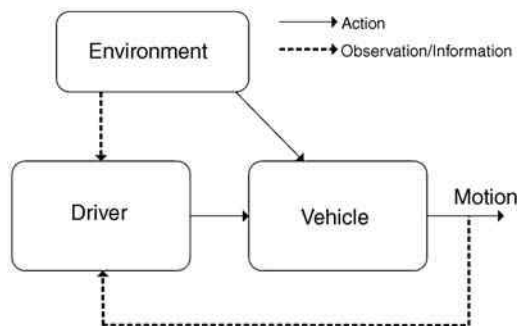 Environment
Action
Observation/Information
Driver
Vehicle
Motion